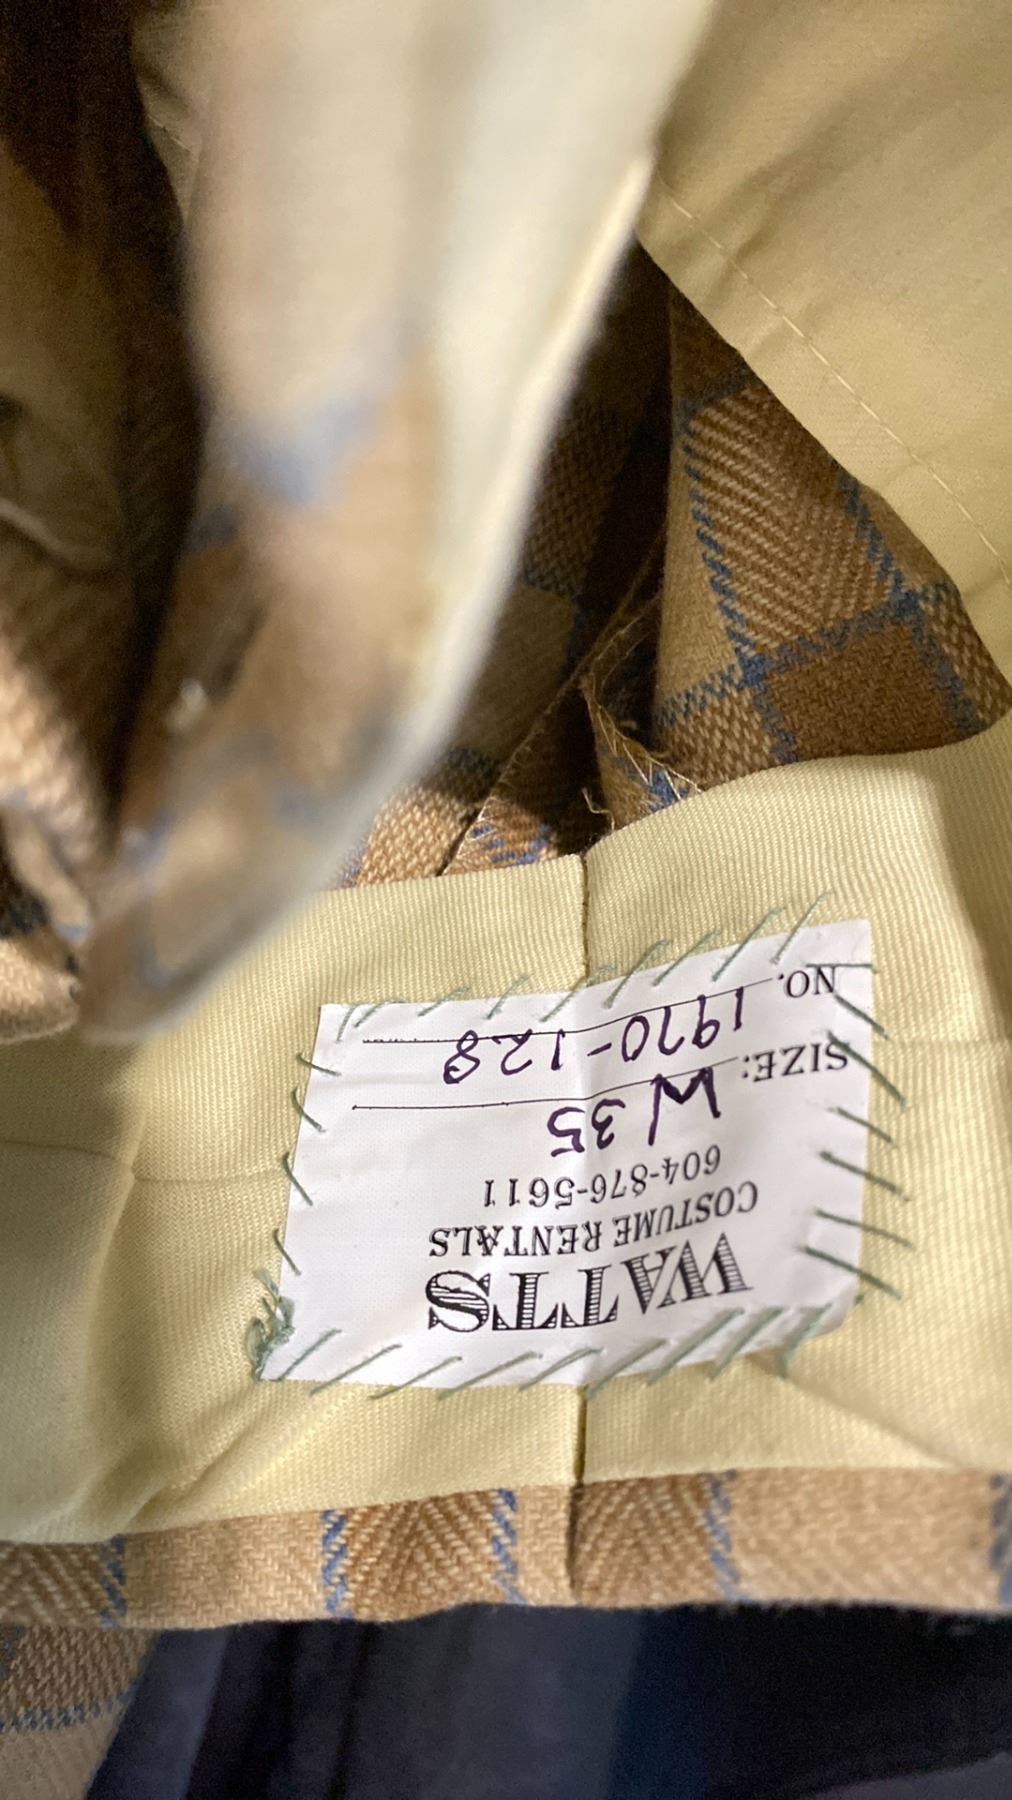 WATTS
COSTUME RENTALS
604-876-5611
SIZE: W 35
NO. 1970-128